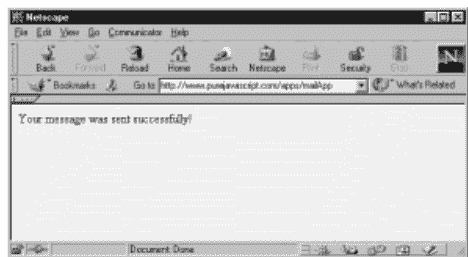 Netscape
File Edit View Go Communicator Help
Back Forward Reload Home Search Netscape Print Security Stop
Bookmarks Go to http://www.purejavascript.com/apps/mailApp What's Related
Your message was sent successfully!
Document Done